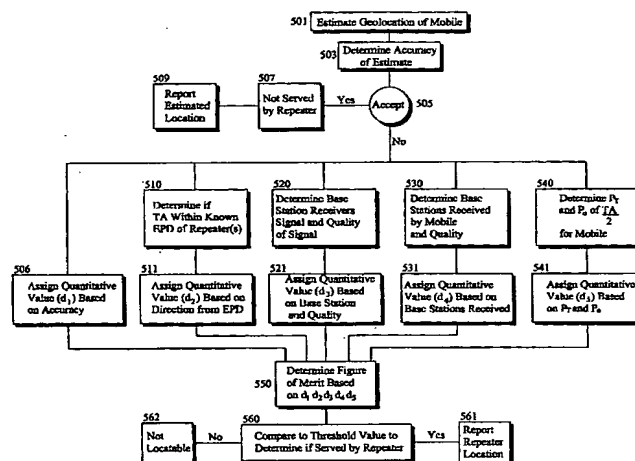 501
Estimate Geolocation of Mobile
503
Determine Accuracy
of Estimate
509
Report
Estimated
Location
507
Not Served
by Repeater
Yes
Accept
505
No
510
Determine if
TA Within Known
EPD of Repeater(s)
520
Determine Base
Station Receivers
Signal and Quality
of Signal
530
Determine Base
Stations Received
by Mobile
and Quality
540
Determine PT
and Pa of TA
2
for Mobile
506
Assign Quantitative
Value (d1) Based
on Accuracy
511
Assign Quantitative
Value (d2) Based on
Direction from EPD
521
Assign Quantitative
Value (d3) Based
on Base Station
and Quality
531
Assign Quantitative
Value (d4) Based on
Base Stations Received
541
Assign Quantitative
Value (d5) Based
on PT and Pa
550
Determine Figure
of Merit Based
on d1 d2 d3 d4 d5
562
Not
Locatable
No
560
Compare to Threshold Value to
Determine if Served by Repeater
Yes
561
Report
Repeater
Location